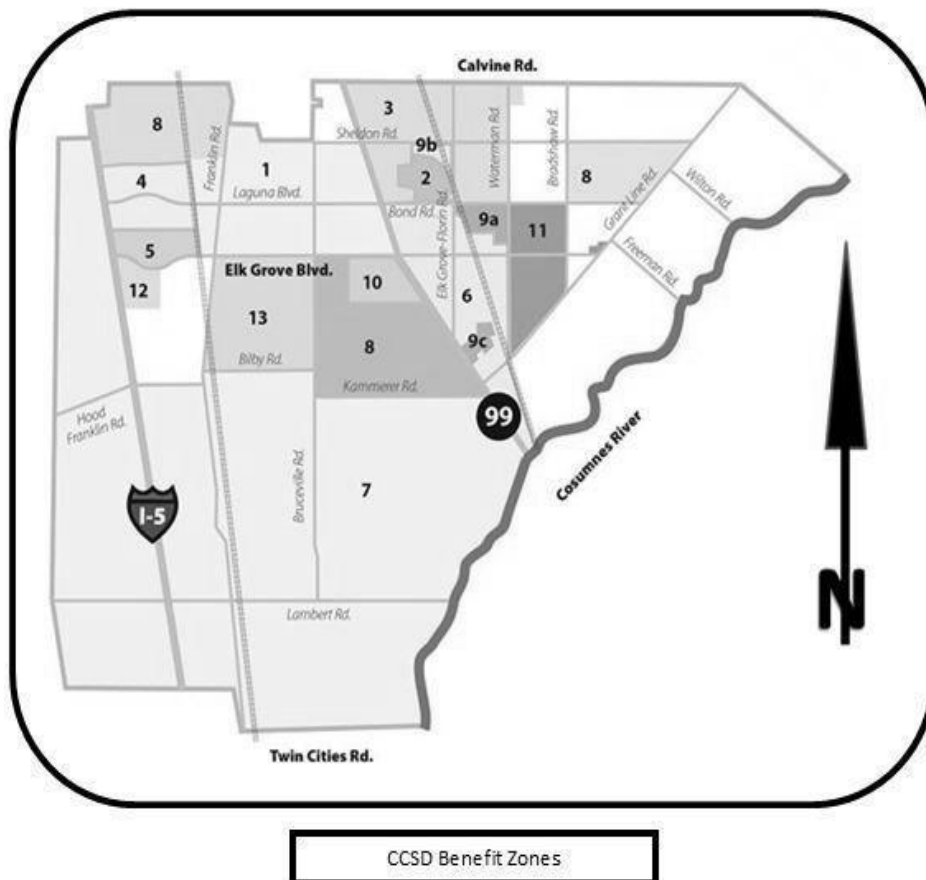 Calvine Rd.
3
8
Sheldon Rd.
Franklin Rd.
9b
Waterman Rd.
Bradshaw Rd.
1
4
2
8
Laguna Blvd.
Wilton Rd.
Grant Line Rd.
Bond Rd.
9a
11
Elk Grove-Florin Rd.
5
Freeman Rd.
Elk Grove Blvd.
10
12
6
13
8
9c
Bilby Rd.
Kammerer Rd.
Hood
Franklin Rd.
99
Cosumnes River
Bruceville Rd.
7
I-5
N
Lambert Rd.
Twin Cities Rd.
CCSD Benefit Zones